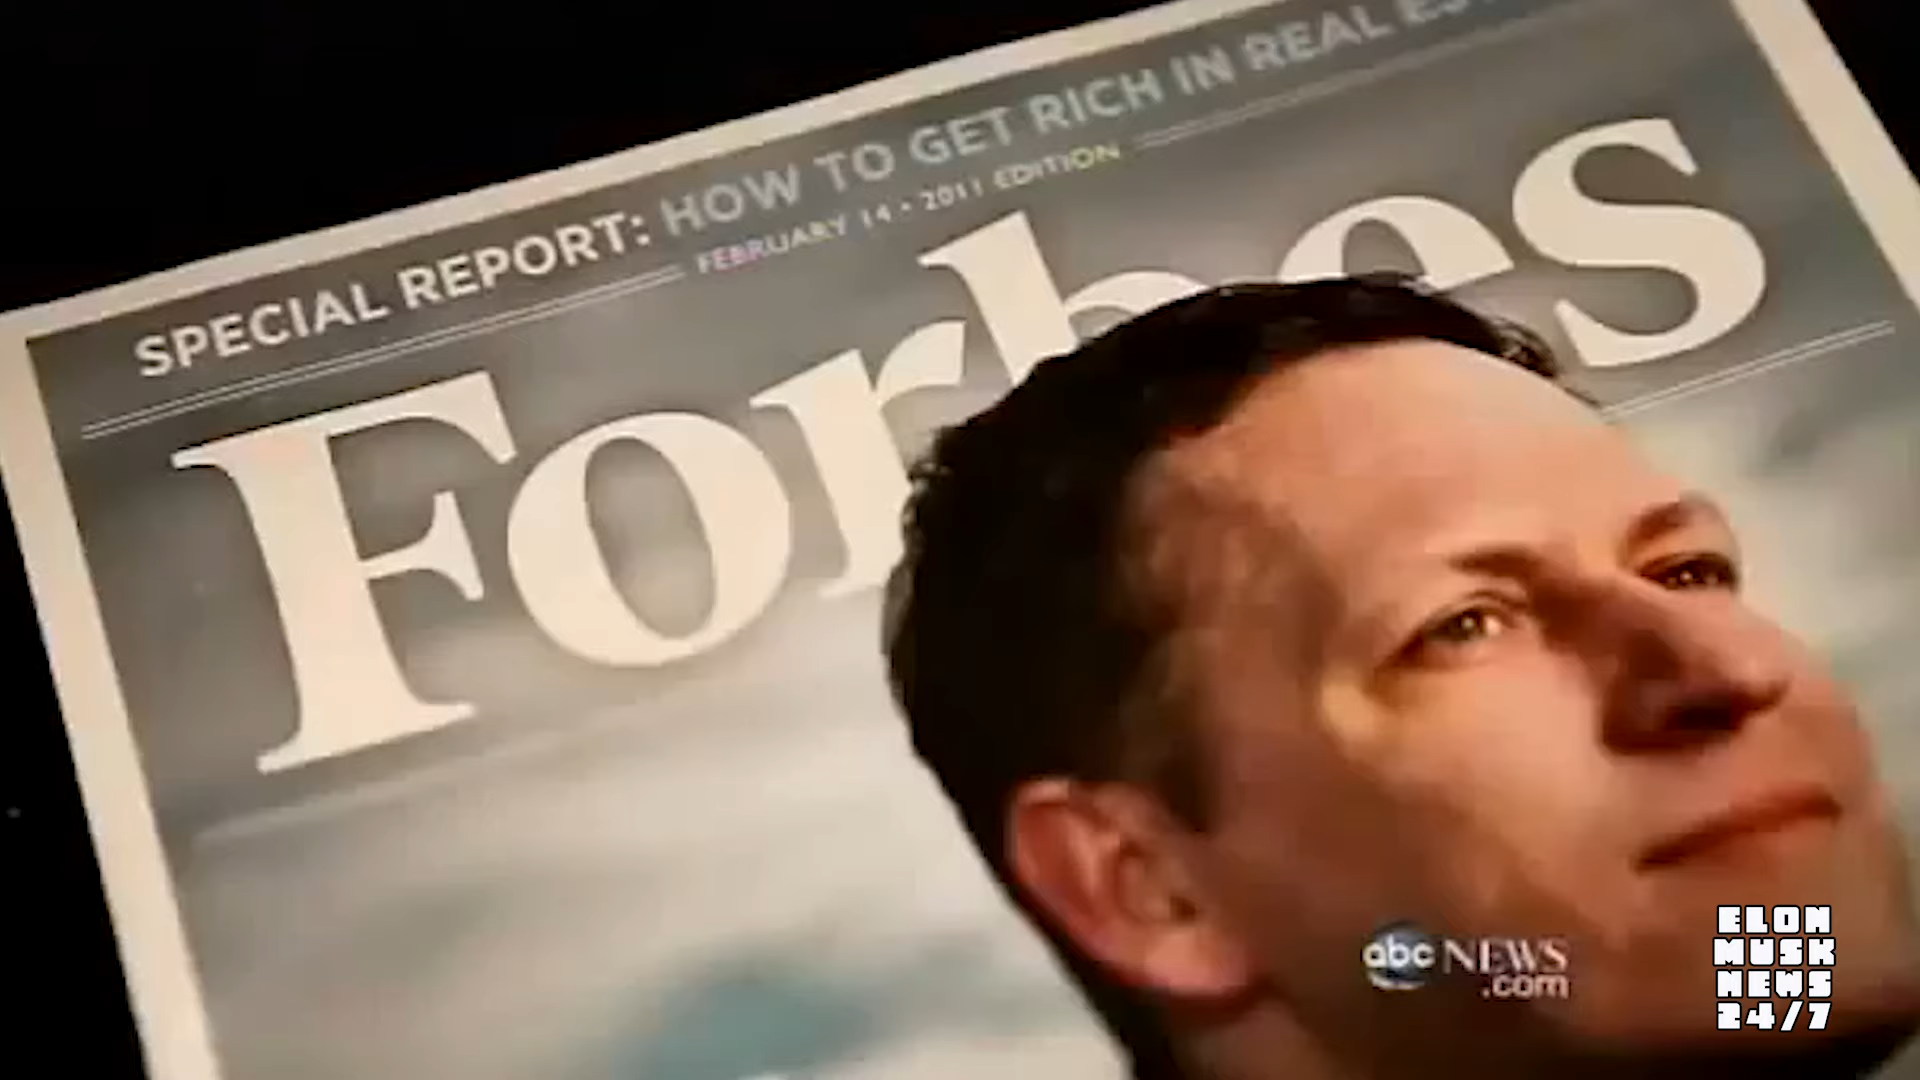 SPECIAL REPORT: HOW TO GET RICH IN REAL
FEBRUARY 14 • 2011 EDITION
Forbes
abc NEWS
.com
ELON
MUSK
NEWS
24/7